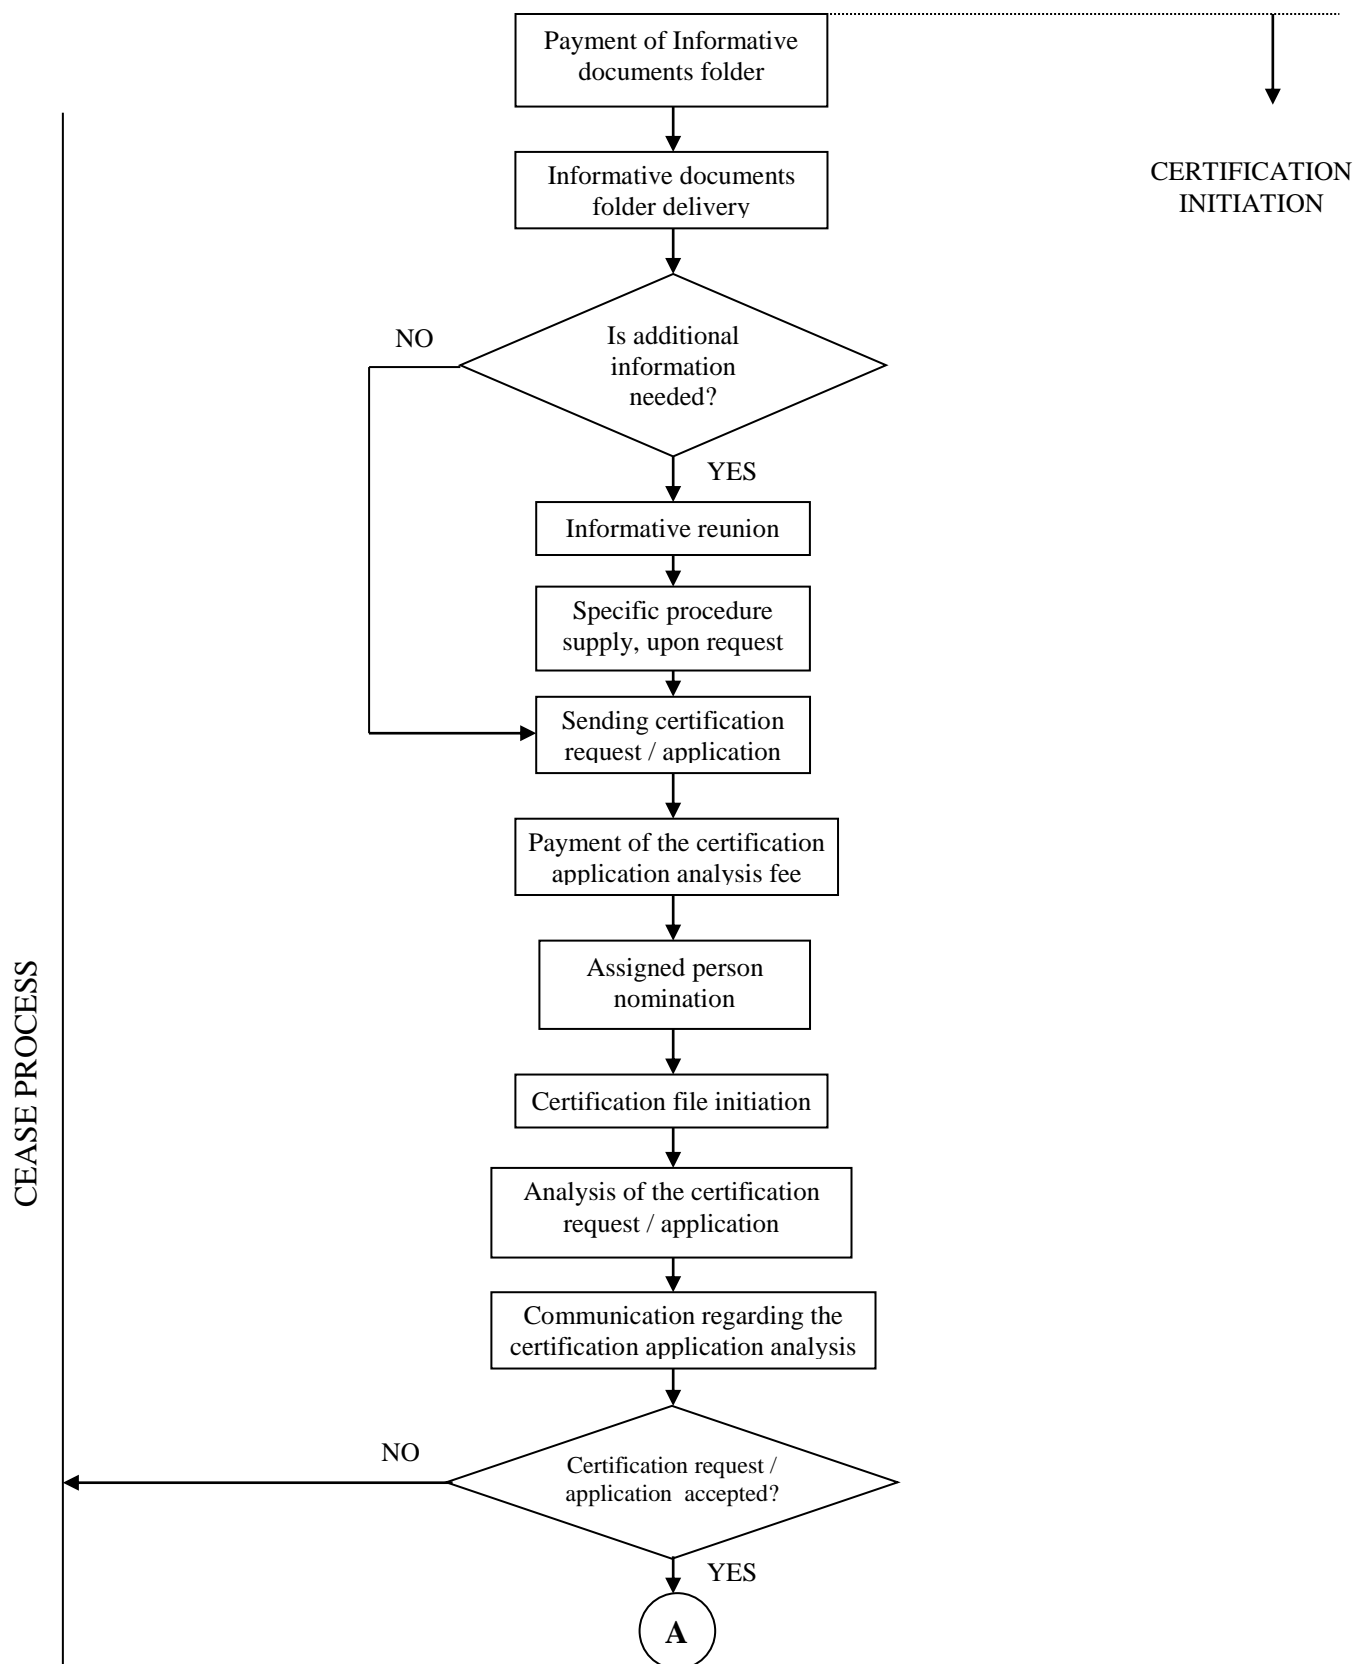 Payment of Informative
documents folder
CERTIFICATION
INITIATION
Informative documents
folder delivery
NO
Is additional
information
needed?
YES
Informative reunion
Specific procedure
supply, upon request
Sending certification
request / application
Payment of the certification
application analysis fee
Assigned person
nomination
CEASE PROCESS
Certification file initiation
Analysis of the certification
request / application
Communication regarding the
certification application analysis
NO
Certification request /
application accepted?
YES
A